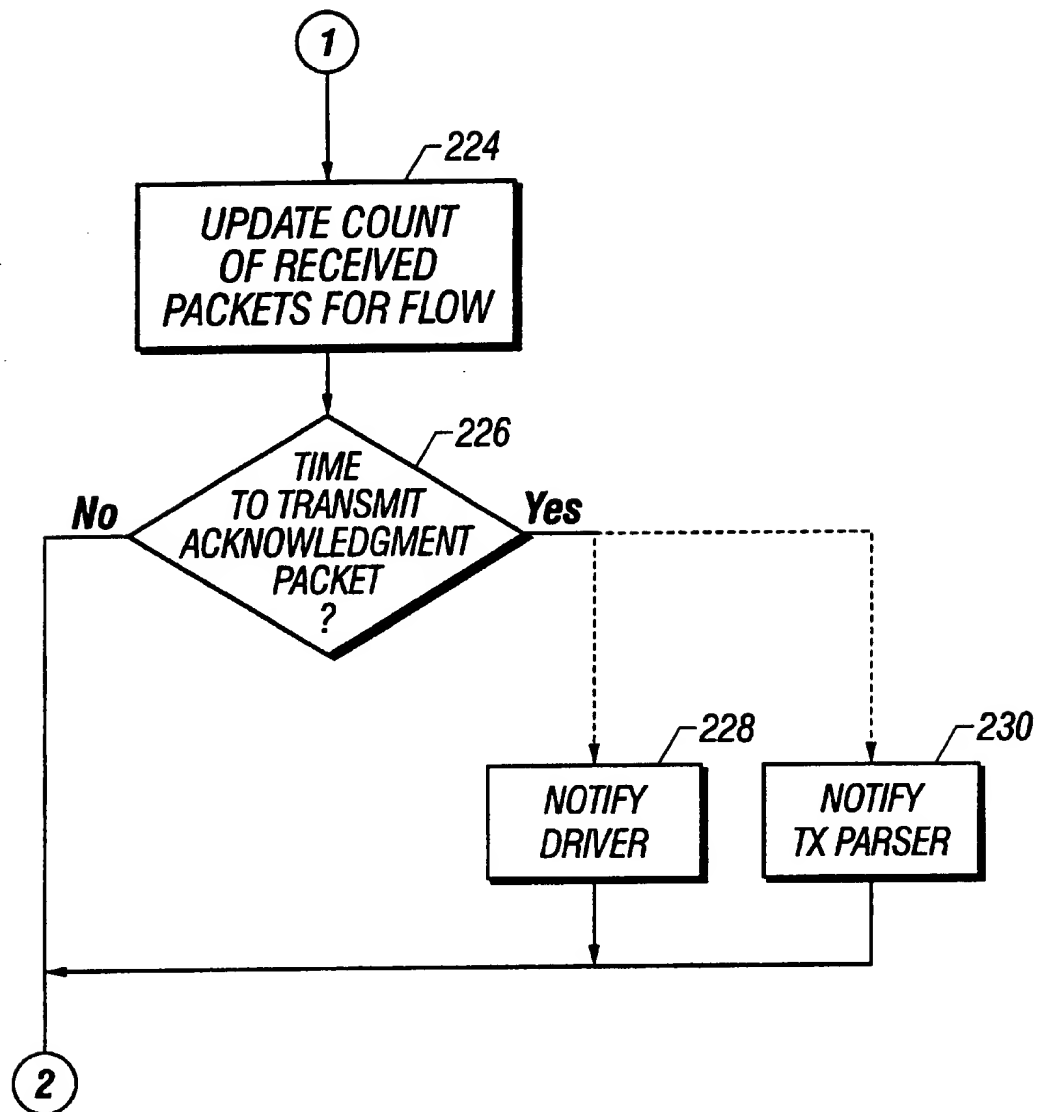 1
224
UPDATE COUNT
OF RECEIVED
PACKETS FOR FLOW
226
TIME
TO TRANSMIT
ACKNOWLEDGMENT
PACKET
?
No
Yes
228
NOTIFY
DRIVER
230
NOTIFY
TX PARSER
2